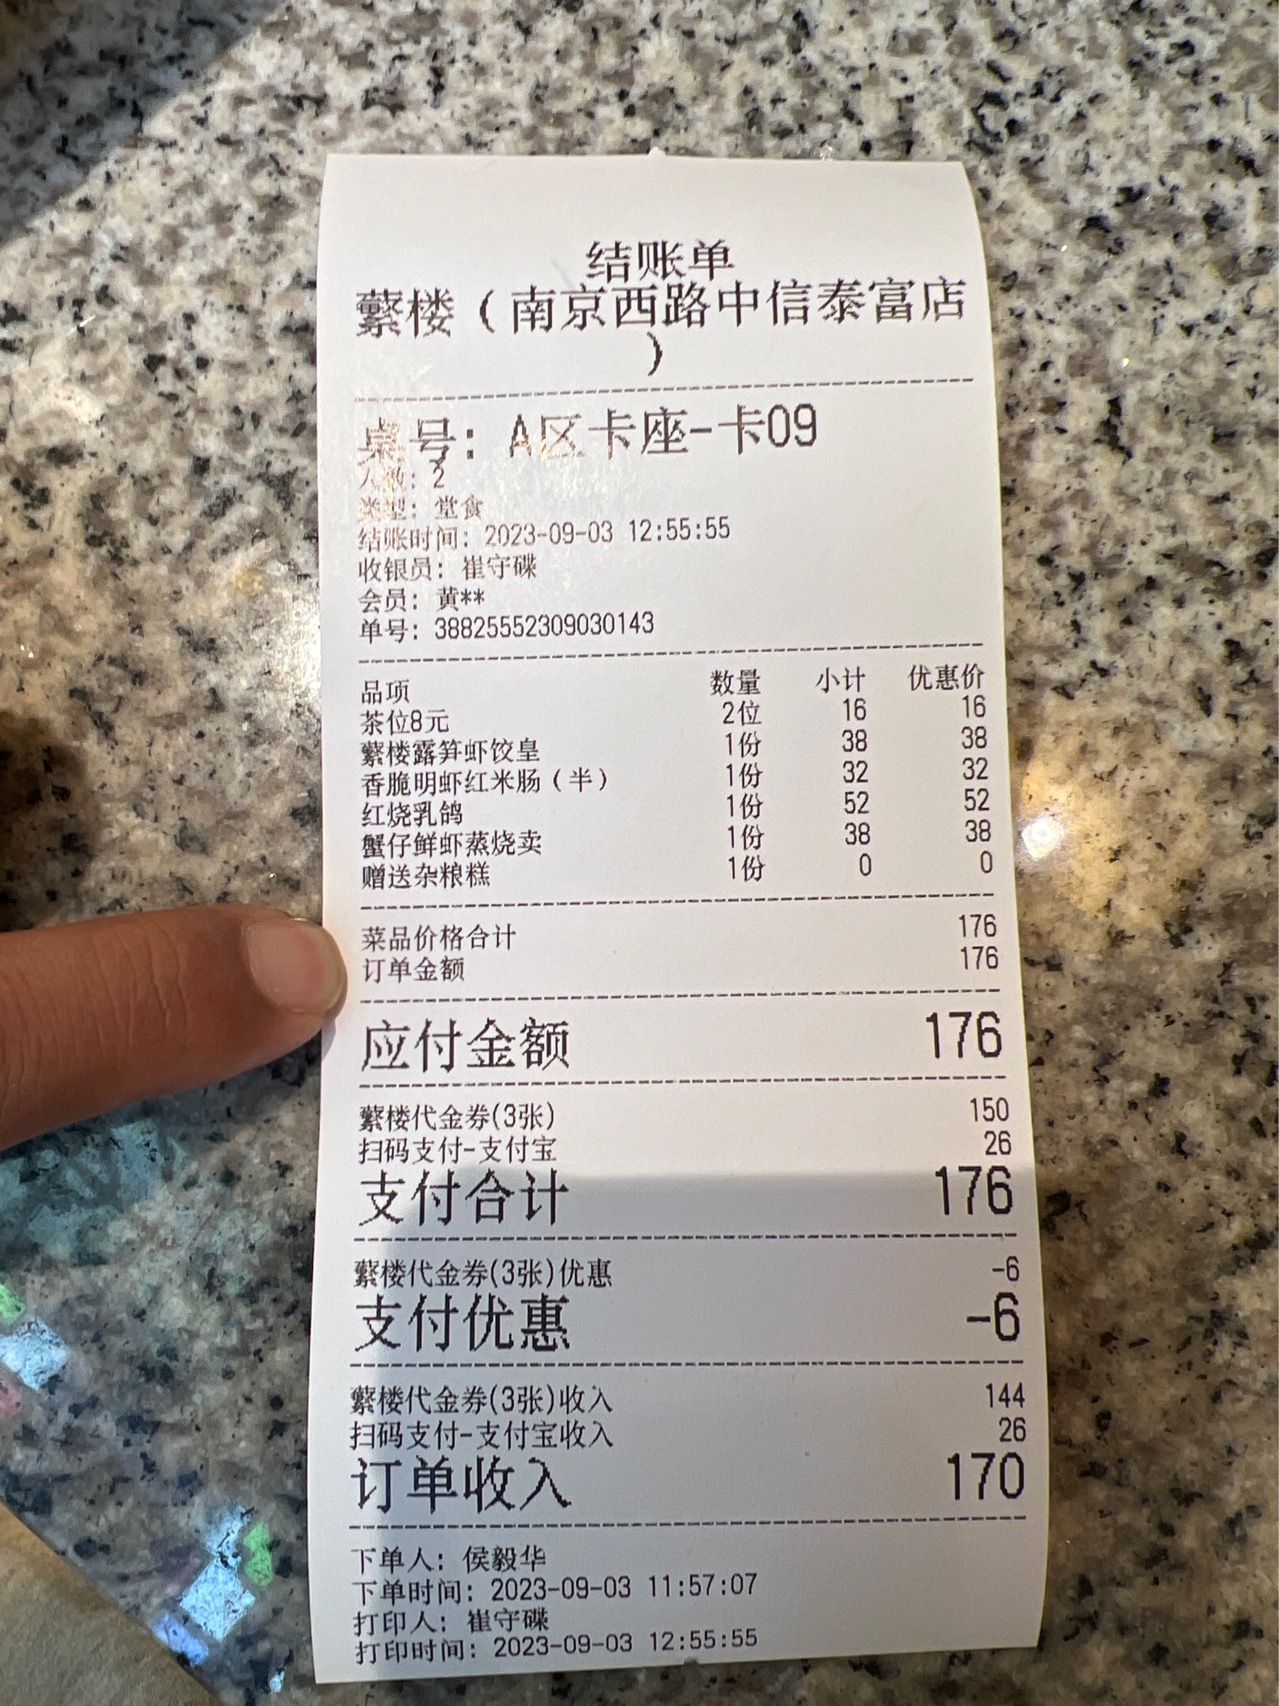 结账单
蘩楼（南京西路中信泰富店
）
桌号：A区卡座-卡09
人数：2
类型：堂食
结账时间：2023-09-03 12:55:55
收银员：崔守碟
会员：黄**
单号：38825552309030143
品项 数量 小计 优惠价
茶位8元 2位 16 16
蘩楼露笋虾饺皇 1份 38 38
香脆明虾红米肠（半） 1份 32 32
红烧乳鸽 1份 52 52
蟹仔鲜虾蒸烧卖 1份 38 38
赠送杂粮糕 1份 0 0
菜品价格合计 176
订单金额 176
应付金额 176
蘩楼代金券(3张) 150
扫码支付-支付宝 26
支付合计 176
蘩楼代金券(3张)优惠 -6
支付优惠 -6
蘩楼代金券(3张)收入 144
扫码支付-支付宝收入 26
订单收入 170
下单人：侯毅华
下单时间：2023-09-03 11:57:07
打印人：崔守碟
打印时间：2023-09-03 12:55:55